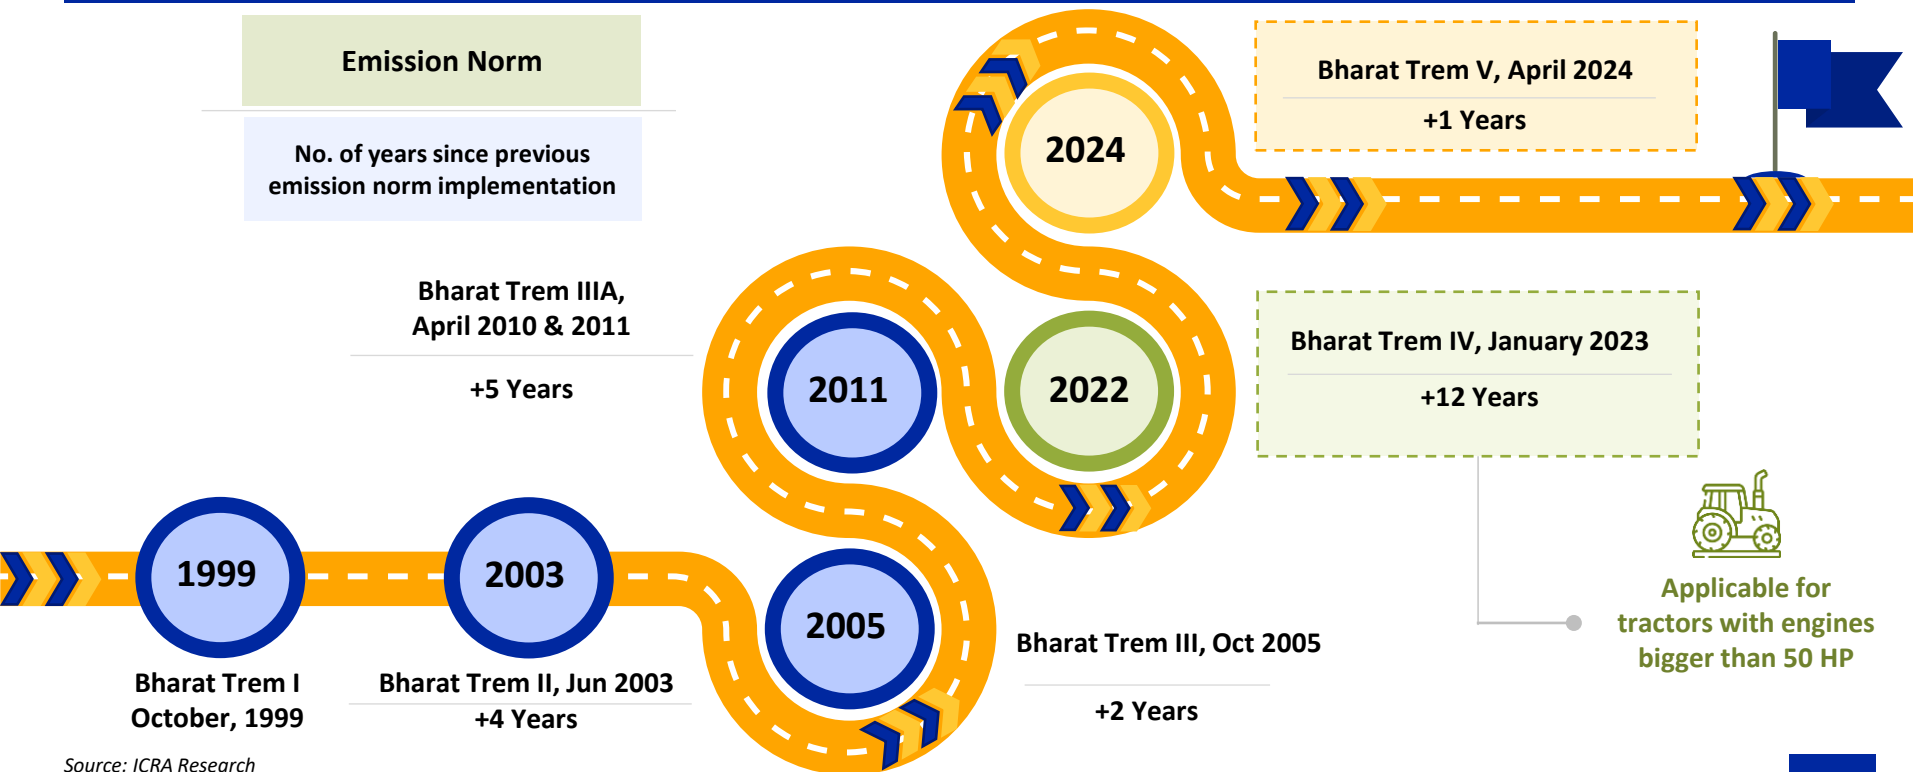 Emission Norm
No. of years since previous
emission norm implementation
Bharat Trem V, April 2024
+1 Years
2024
Bharat Trem IIIA,
April 2010 & 2011
+5 Years
2011
2022
Bharat Trem IV, January 2023
+12 Years
Applicable for
tractors with engines
bigger than 50 HP
1999
2003
2005
Bharat Trem I
October, 1999
Bharat Trem II, Jun 2003
+4 Years
Bharat Trem III, Oct 2005
+2 Years
Source: ICRA Research